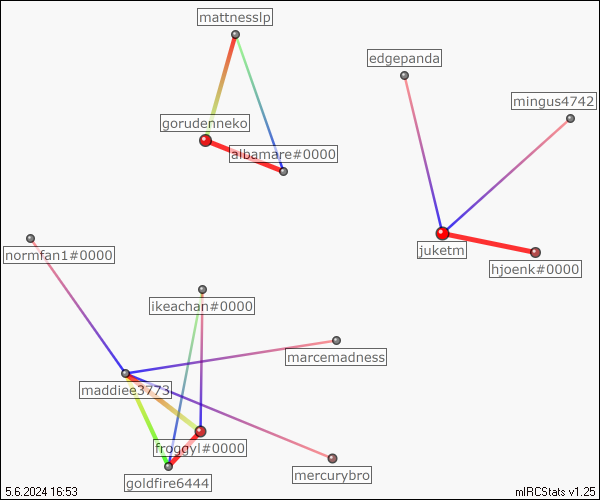 mattnesslp
edgepanda
mingus4742
gorudenneko
albamare#0000
juketm
normfan1#0000
hjoenk#0000
ikeachan#0000
marcemadness
maddiee3773
froggyl#0000
mercurybro
goldfire6444
5.6.2024 16:53
mIRCStats v1.25